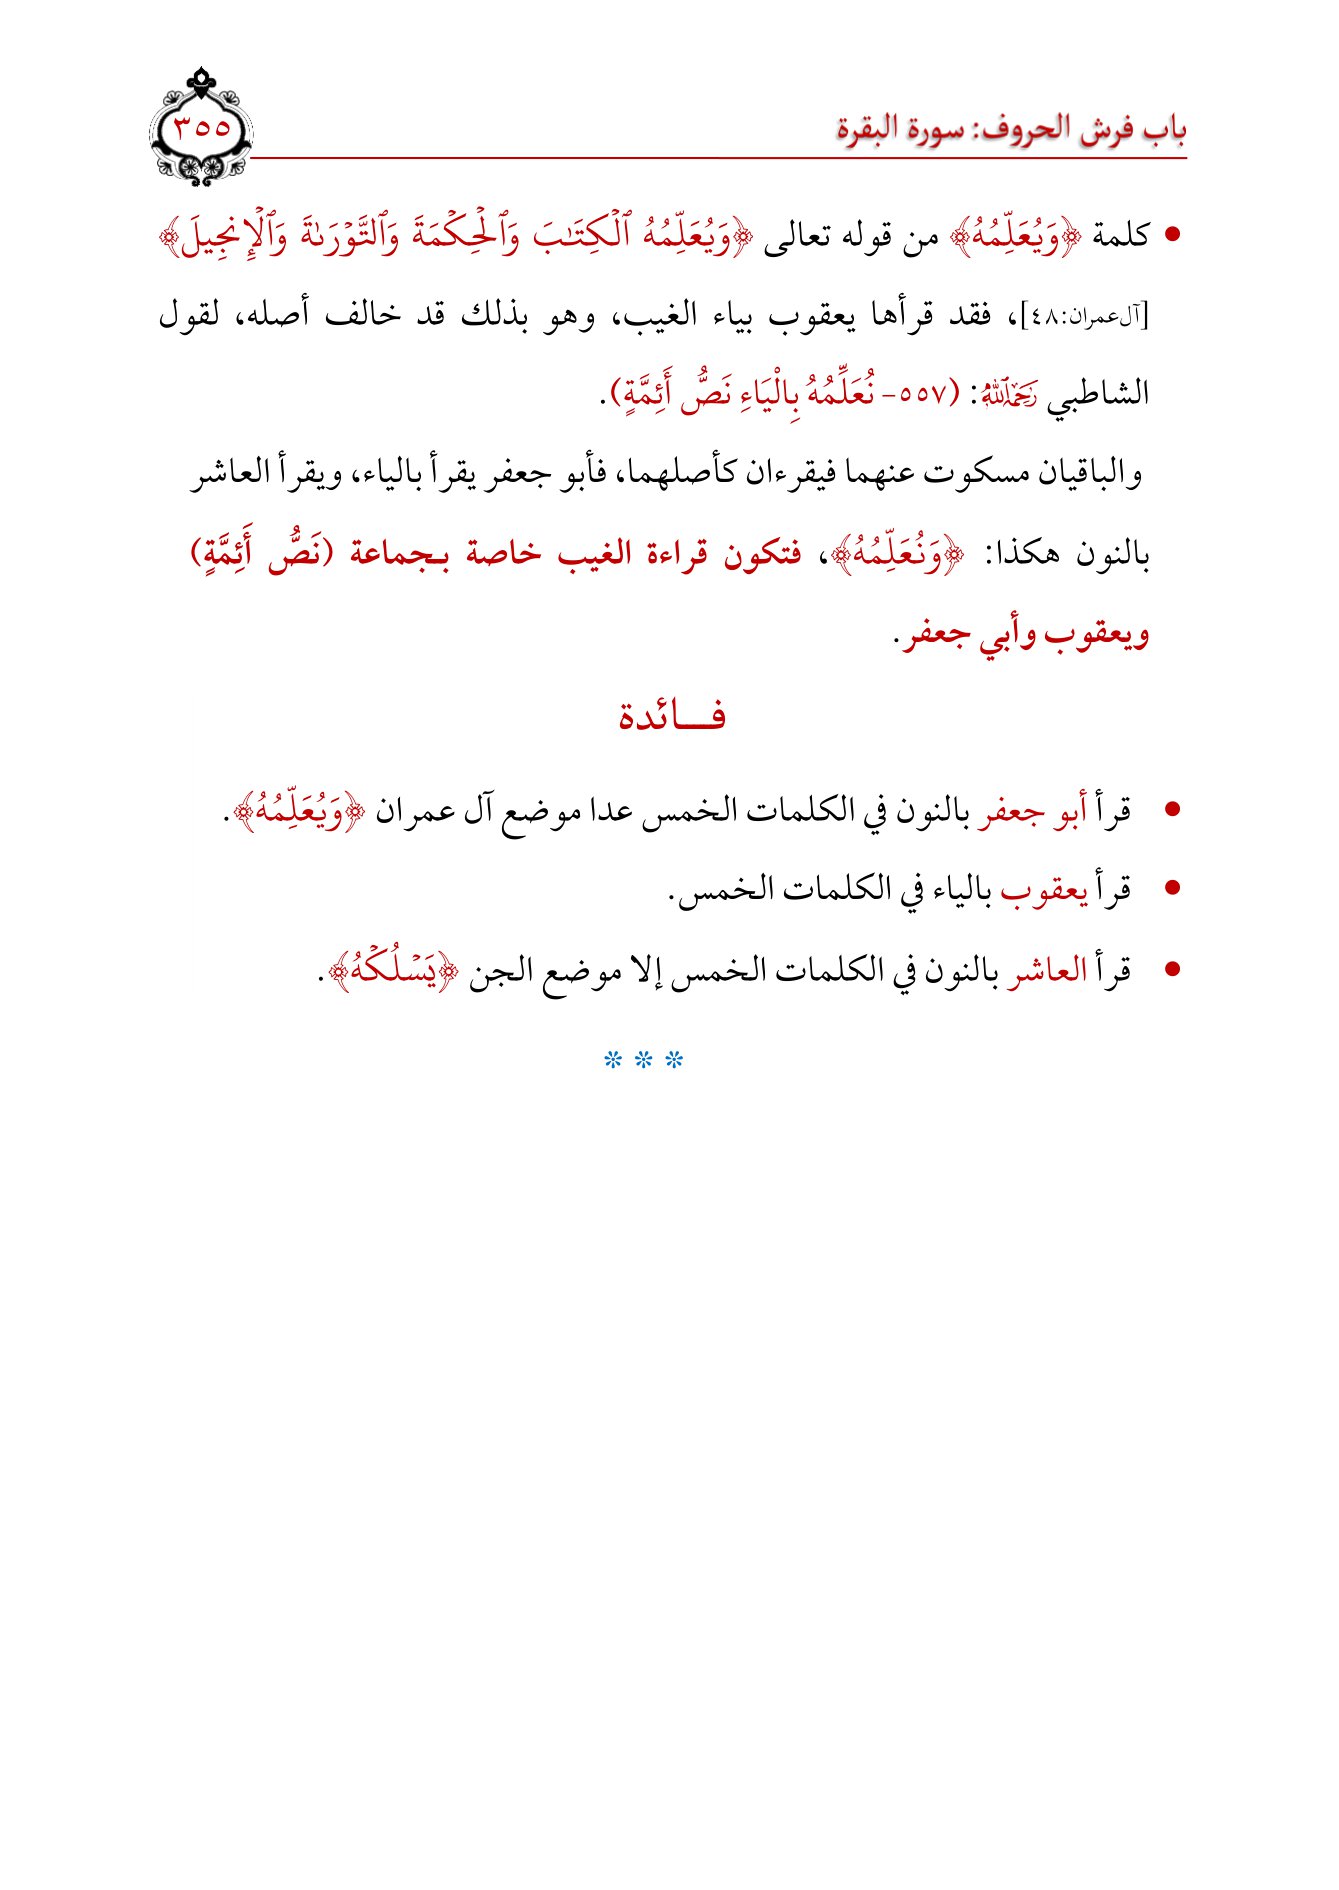 باب فرش الحروف: سورة البقرة
٣٥٥
• كلمة ﴿وَيُعَلِّمُهُ﴾ من قوله تعالى ﴿وَيُعَلِّمُهُ ٱلْكِتَٰبَ وَٱلْحِكْمَةَ وَٱلتَّوْرَىٰةَ وَٱلْإِنجِيلَ﴾
[آل عمران:٤٨]، فقد قرأها يعقوب بياء الغيب، وهو بذلك قد خالف أصله، لقول
الشاطبي رَحِمَهُ ٱللَّهُ: (٥٥٧- نُعَلِّمُهُ بِالْيَاءِ نَصُّ أَئِمَّةٍ).
والباقيان مسكوت عنهما فيقرءان كأصلهما، فأبو جعفر يقرأ بالياء، ويقرأ العاشر
بالنون هكذا: ﴿وَنُعَلِّمُهُ﴾، فتكون قراءة الغيب خاصة بجماعة (نَصُّ أَئِمَّةٍ)
ويعقوب وأبي جعفر.
فـــائدة
• قرأ أبو جعفر بالنون في الكلمات الخمس عدا موضع آل عمران ﴿وَيُعَلِّمُهُ﴾.
• قرأ يعقوب بالياء في الكلمات الخمس.
• قرأ العاشر بالنون في الكلمات الخمس إلا موضع الجن ﴿يَسْلُكْهُ﴾.
* * *